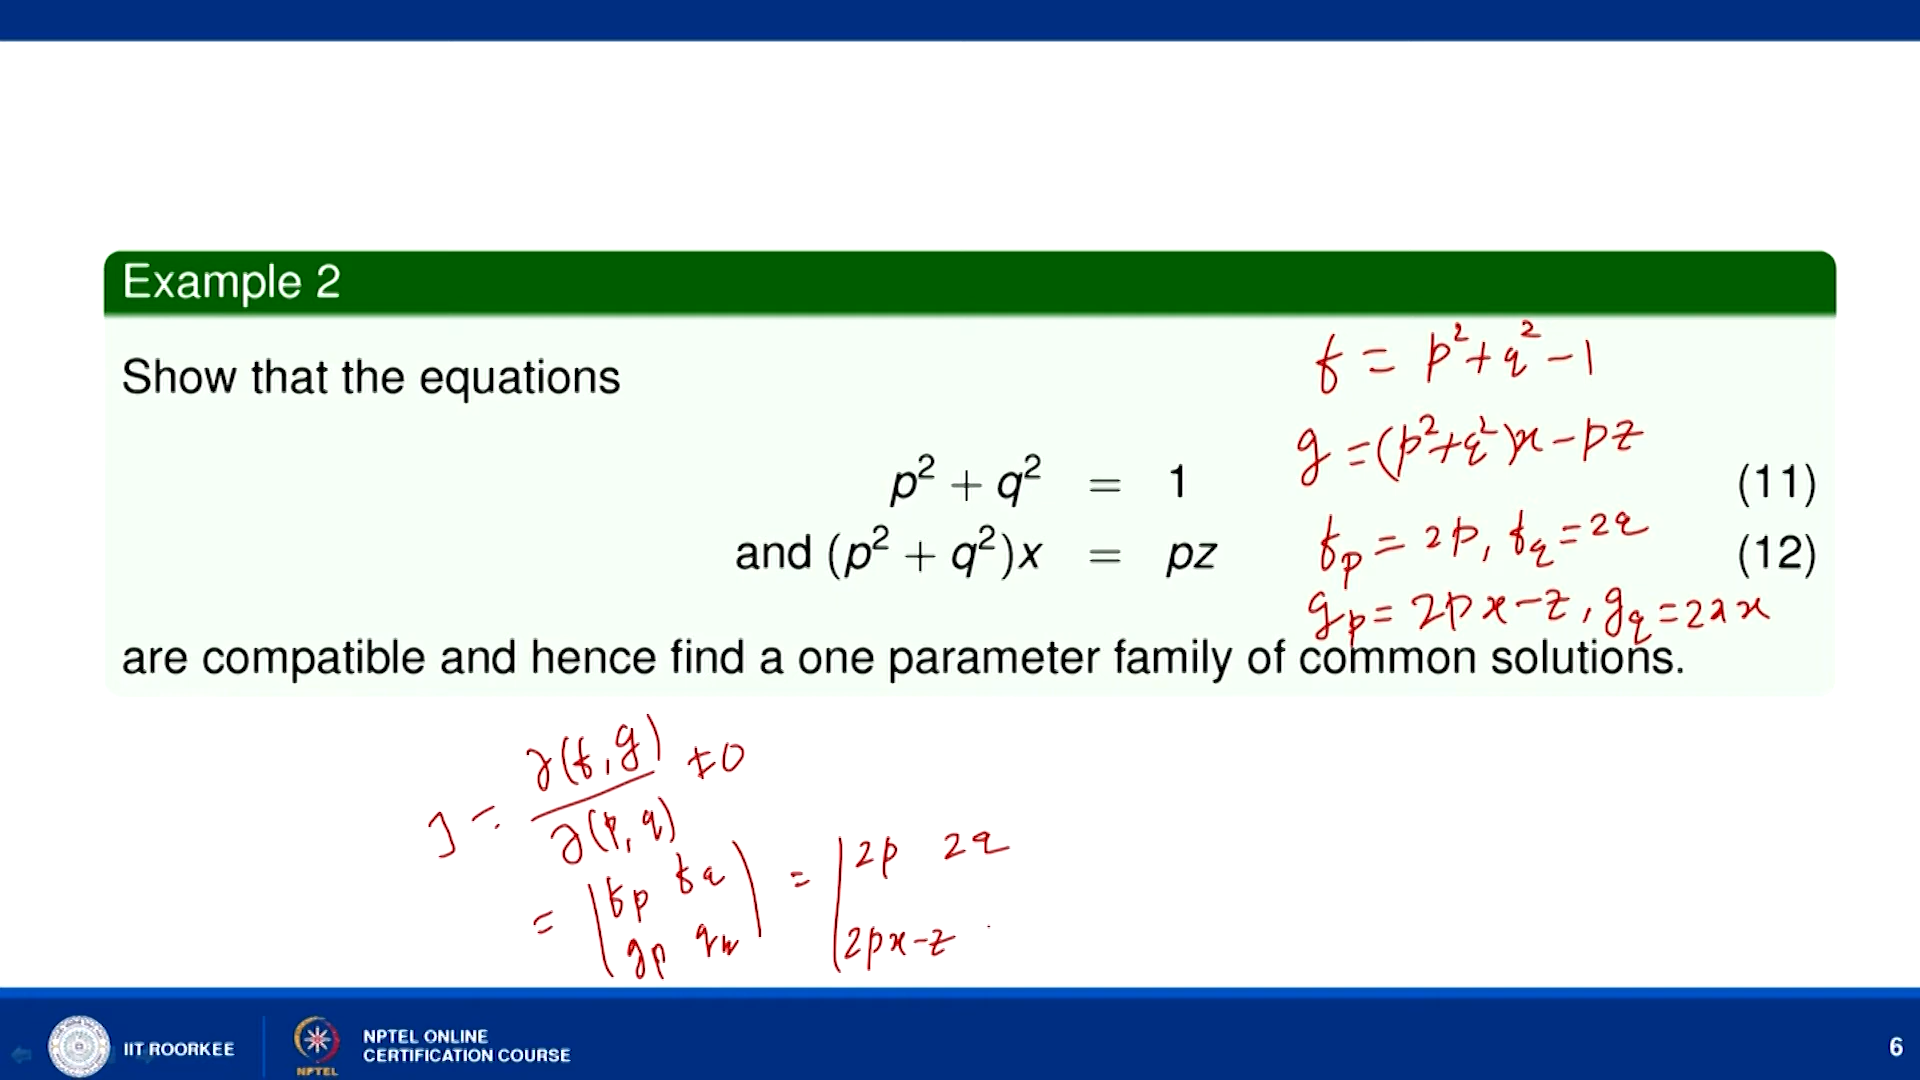 Example 2
f = p² + q² − 1
Show that the equations
g = (p² + q²)x − pz
p² + q² = 1 (11)
fp = 2p, fq = 2q
and (p² + q²)x = pz (12)
gp = 2px − z, gq = 2qx
are compatible and hence find a one parameter family of common solutions.
J = ∂(f, g) / ∂(p, q) ≠ 0
= | fp fq | = | 2p 2q
gp gq 2px − z
IIT ROORKEE
NPTEL
NPTEL ONLINE
CERTIFICATION COURSE
6